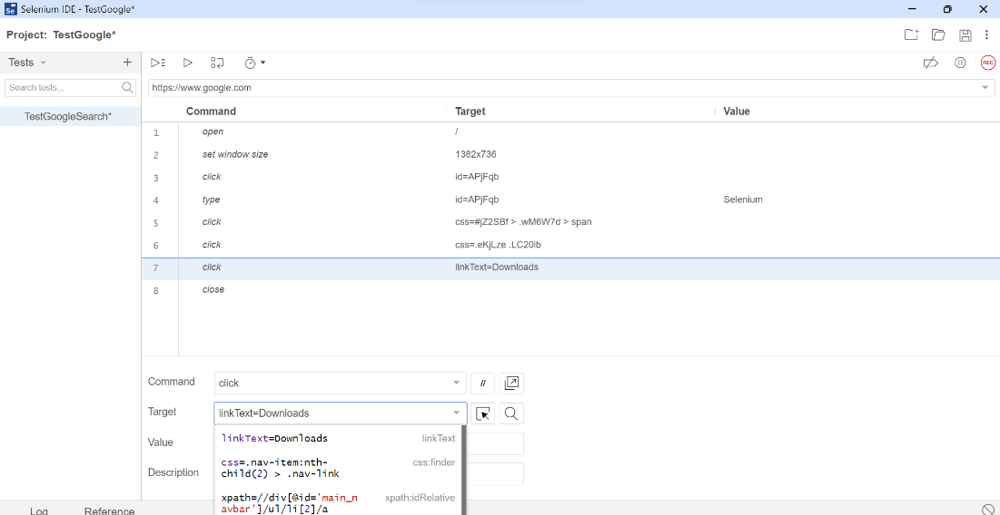 Se Selenium IDE - TestGoogle*
Project: TestGoogle*
Tests
REC
Search tests...
https://www.google.com
TestGoogleSearch*
Command Target Value
1 open /
2 set window size 1382x736
3 click id=APjFqb
4 type id=APjFqb Selenium
5 click css=#jZ2SBf > .wM6W7d > span
6 click css=.eKjLze .LC20lb
7 click linkText=Downloads
8 close
Command click //
Target linkText=Downloads
Value
Description
linkText=Downloads linkText
css=.nav-item:nth- css:finder
child(2) > .nav-link
xpath=//div[@id='main_n xpath:idRelative
avbar']/ul/li[2]/a
Log Reference